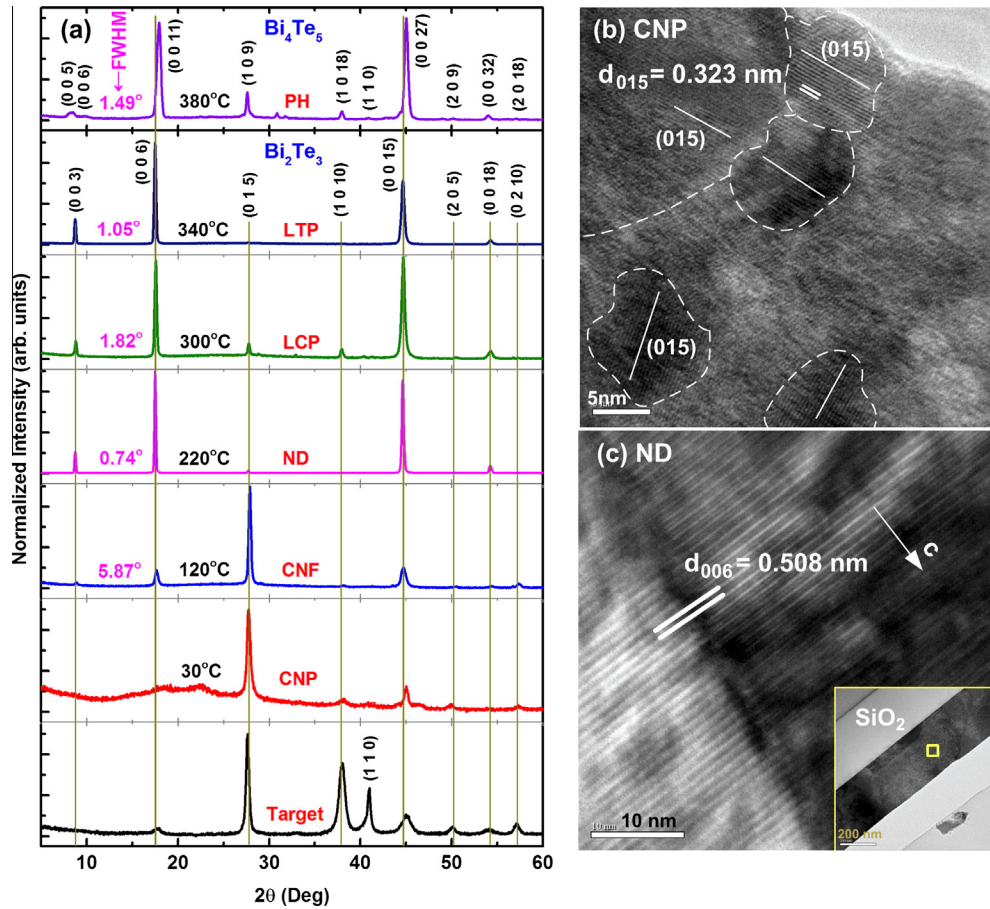 (a)
Bi4Te5
←FWHM
(0 0 5)
(0 0 6)
(0 0 11)
(1 0 9)
(1 0 18)
(1 1 0)
(0 0 27)
(2 0 9)
(0 0 32)
(2 0 18)
1.49° 380°C PH
Bi2Te3
(0 0 3)
(0 0 6)
(0 1 5)
(1 0 10)
(0 0 15)
(2 0 5)
(0 0 18)
(0 2 10)
1.05° 340°C LTP
1.82° 300°C LCP
0.74° 220°C ND
5.87° 120°C CNF
30°C CNP
(1 1 0)
Target
Normalized Intensity (arb. units)
10 20 30 40 50 60
2θ (Deg)
(b) CNP
(015)
d015 = 0.323 nm
(015)
(015)
5nm
(c) ND
c
d006 = 0.508 nm
SiO2
10 nm
10 nm
200 nm